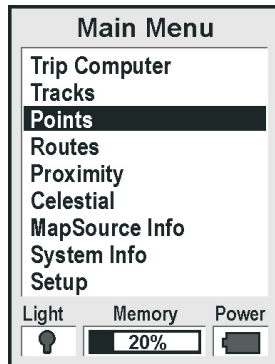 Main Menu
Trip Computer
Tracks
Points
Routes
Proximity
Celestial
MapSource Info
System Info
Setup
Light Memory Power
20%